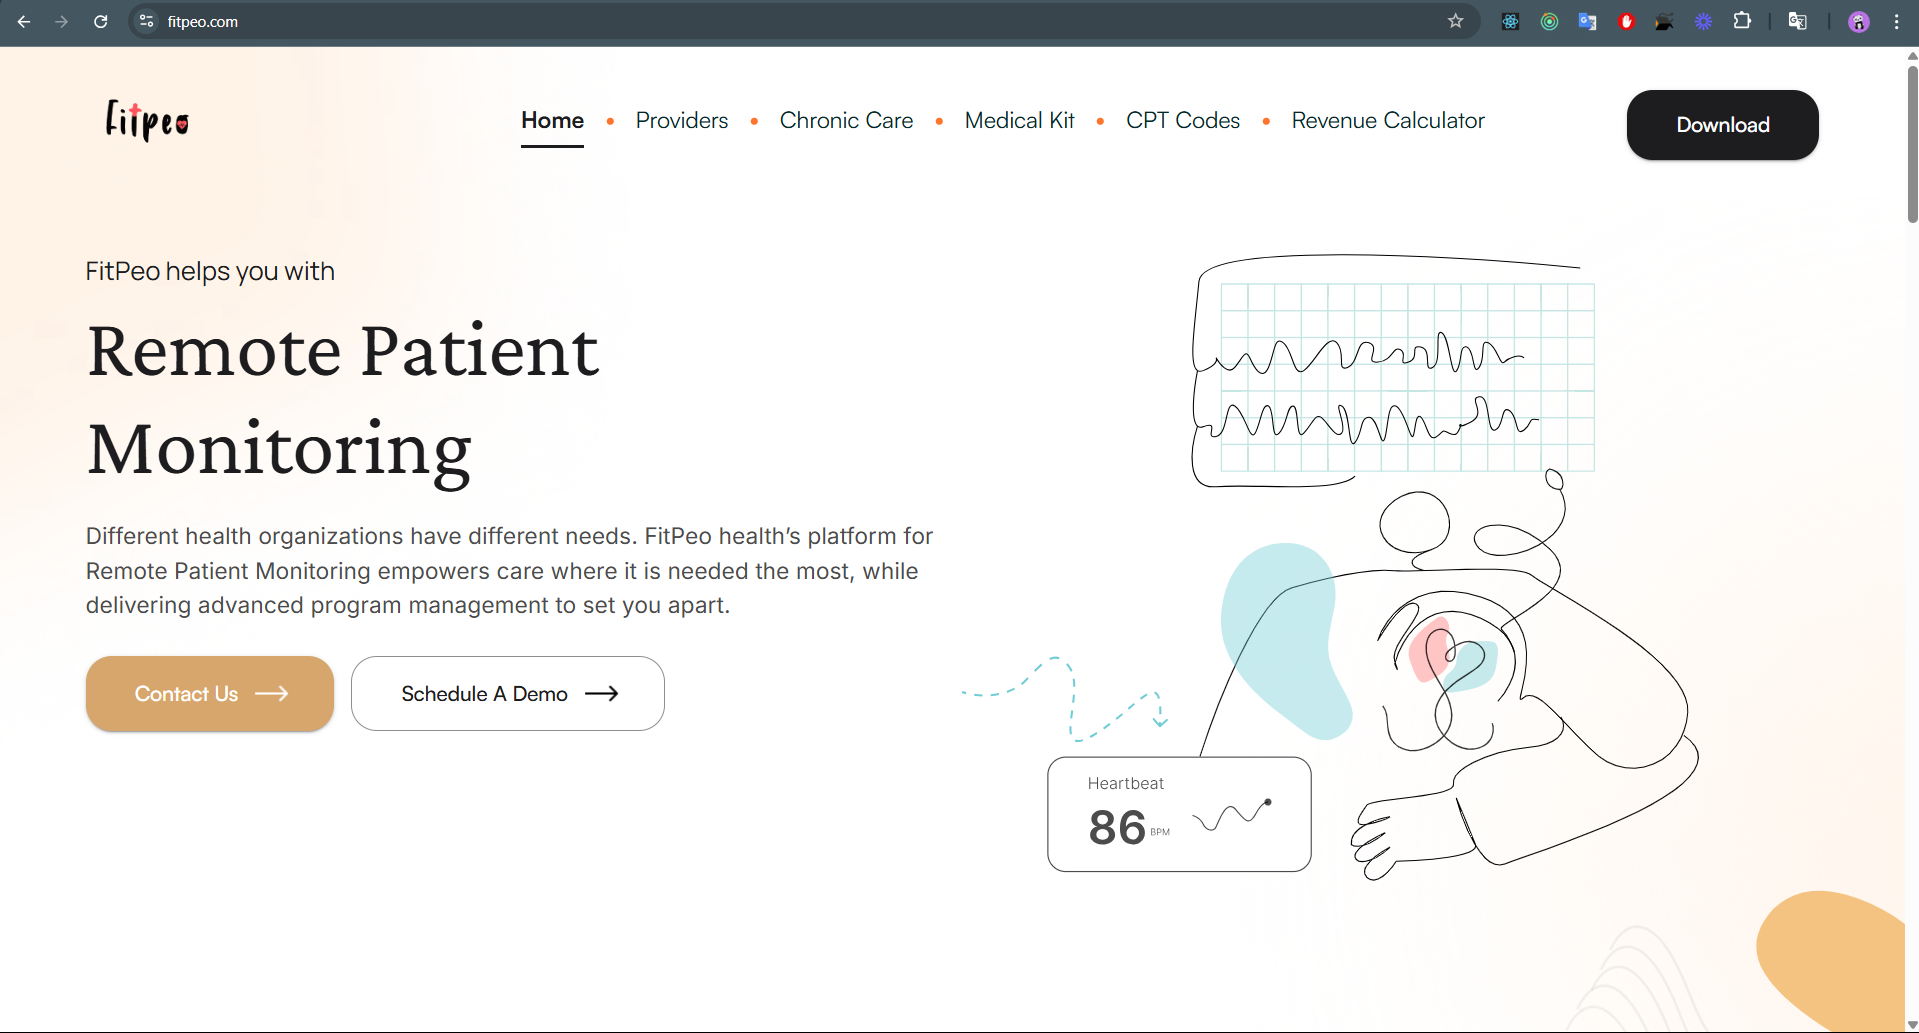 fitpeo.com
Fitpeo
Home • Providers • Chronic Care • Medical Kit • CPT Codes • Revenue Calculator
Download
FitPeo helps you with
Remote Patient
Monitoring
Different health organizations have different needs. FitPeo health’s platform for
Remote Patient Monitoring empowers care where it is needed the most, while
delivering advanced program management to set you apart.
Contact Us
Schedule A Demo
Heartbeat
86 BPM